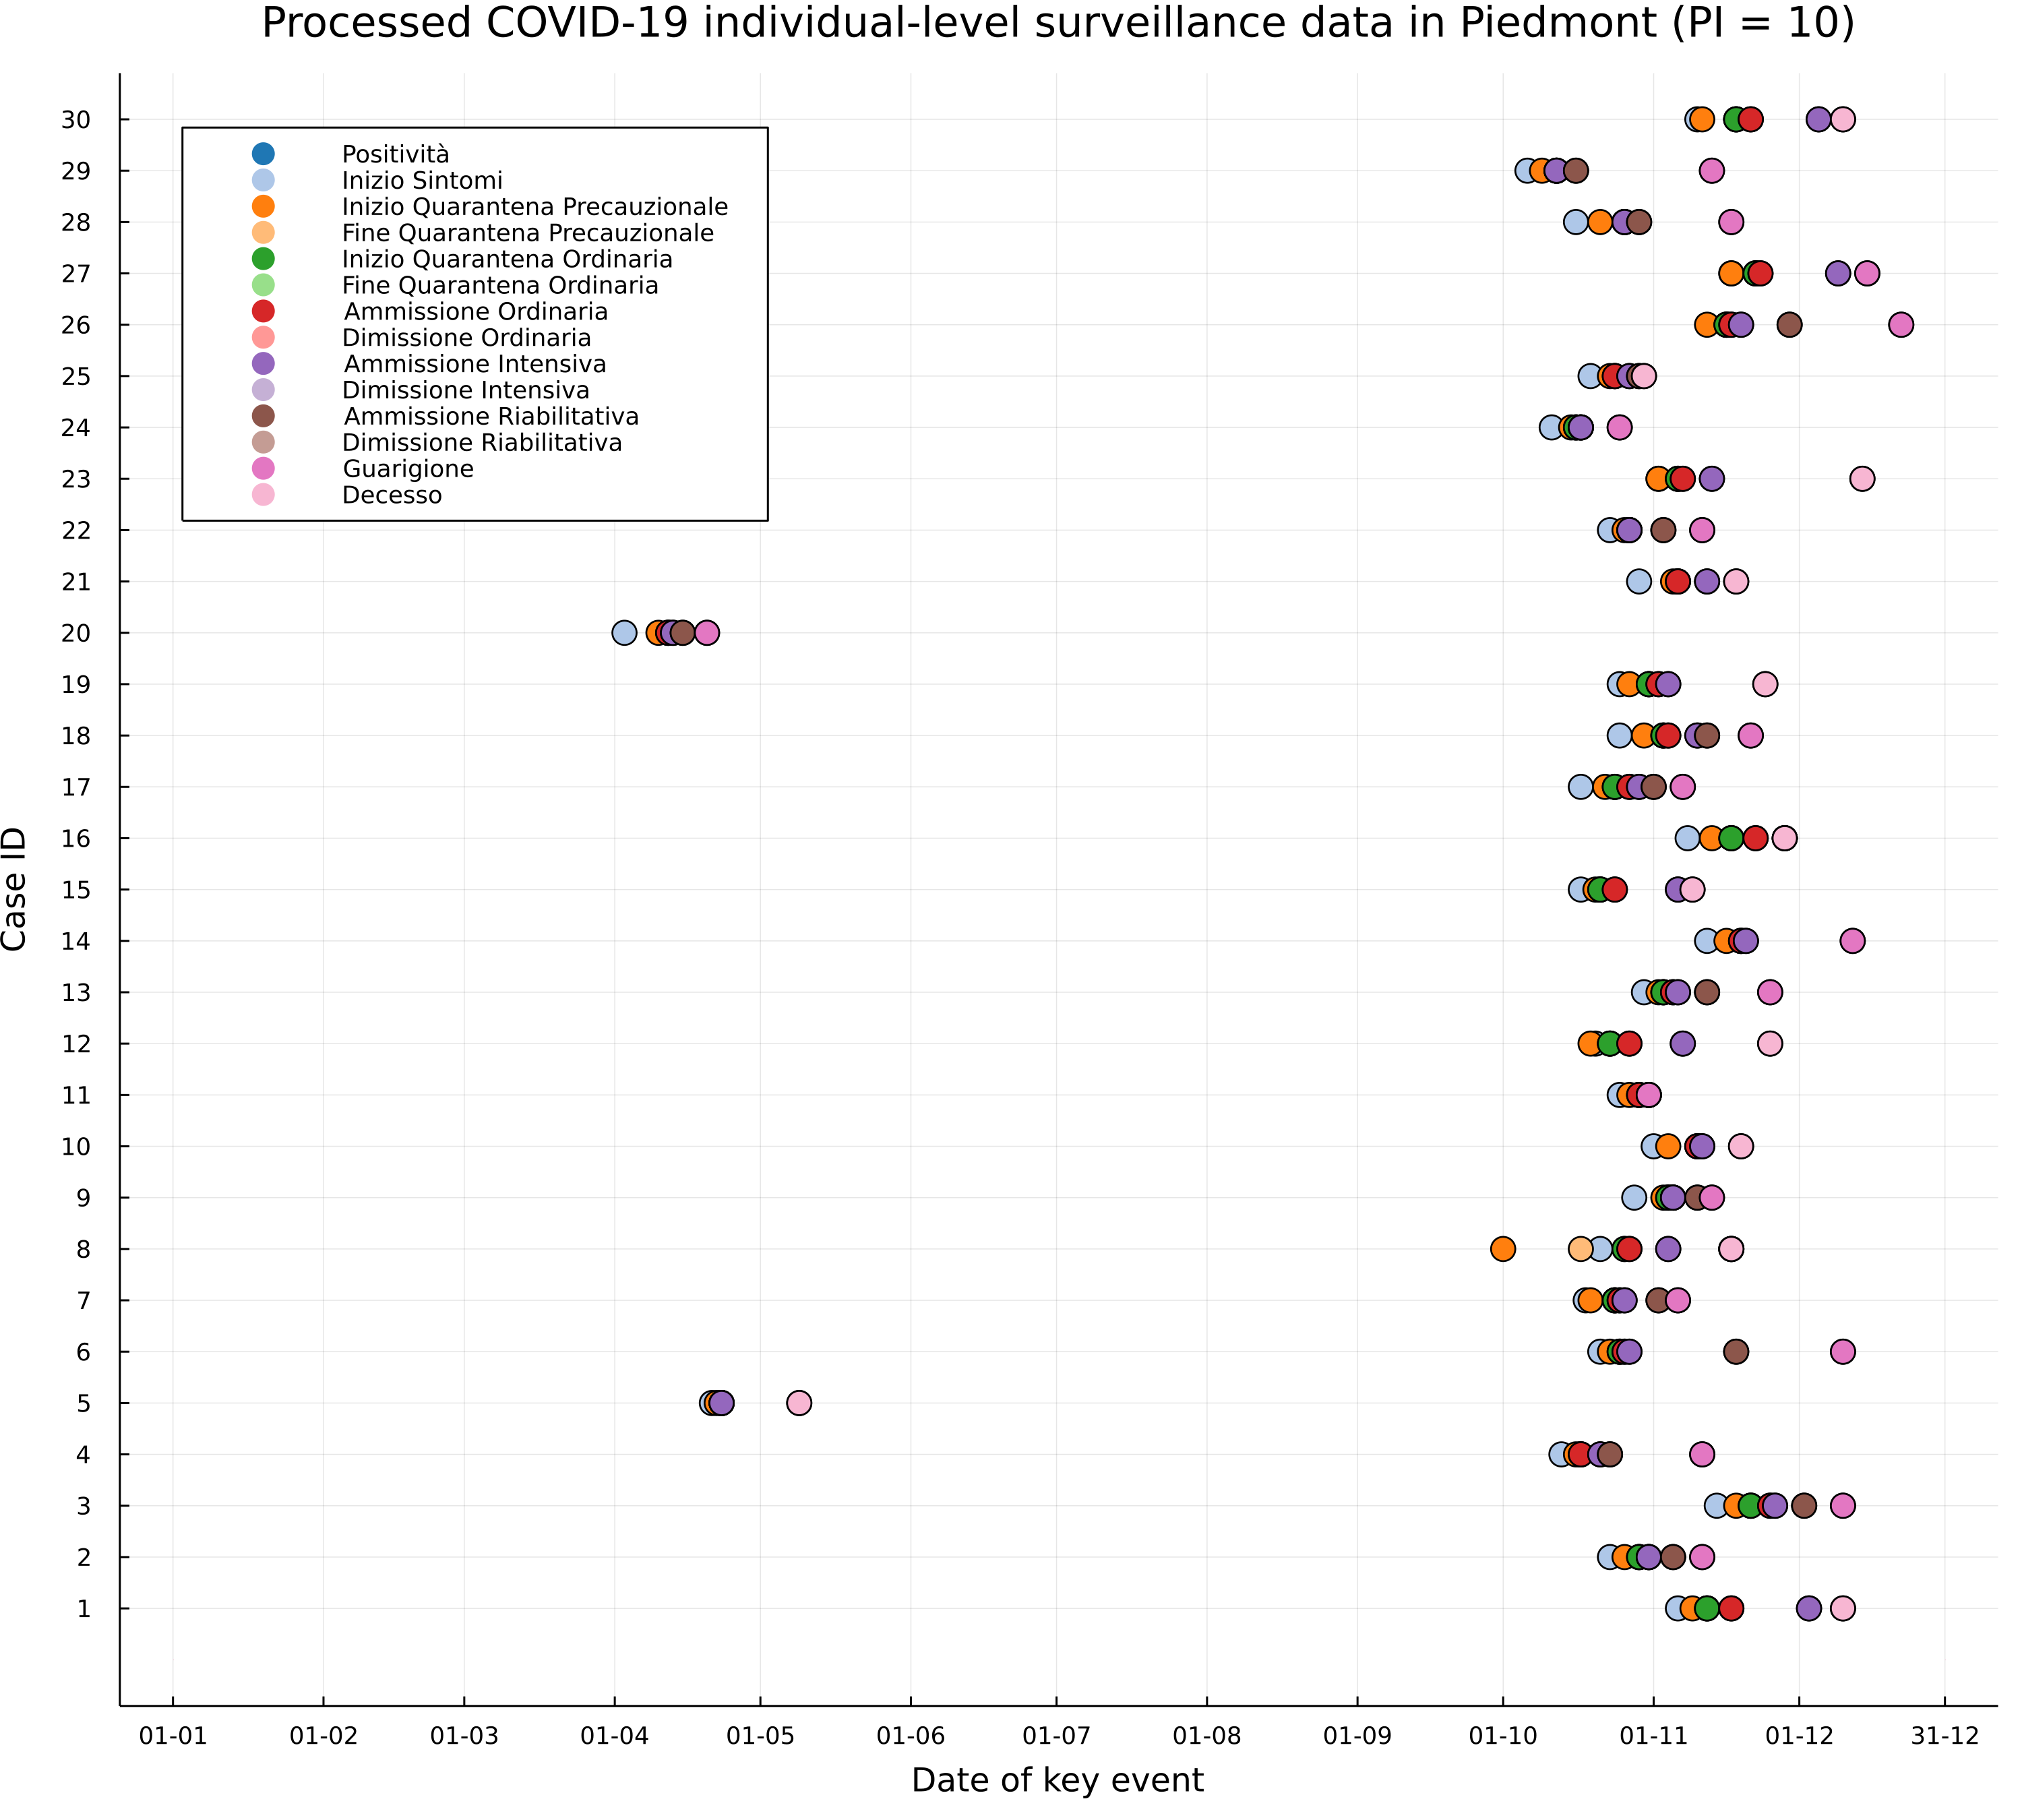 Processed COVID-19 individual-level surveillance data in Piedmont (PI = 10)
30
29
28
27
26
25
24
23
22
21
20
19
18
17
16
15
14
13
12
11
10
9
8
7
6
5
4
3
2
1
Positività
Inizio Sintomi
Inizio Quarantena Precauzionale
Fine Quarantena Precauzionale
Inizio Quarantena Ordinaria
Fine Quarantena Ordinaria
Ammissione Ordinaria
Dimissione Ordinaria
Ammissione Intensiva
Dimissione Intensiva
Ammissione Riabilitativa
Dimissione Riabilitativa
Guarigione
Decesso
Case ID
01-01 01-02 01-03 01-04 01-05 01-06 01-07 01-08 01-09 01-10 01-11 01-12 31-12
Date of key event